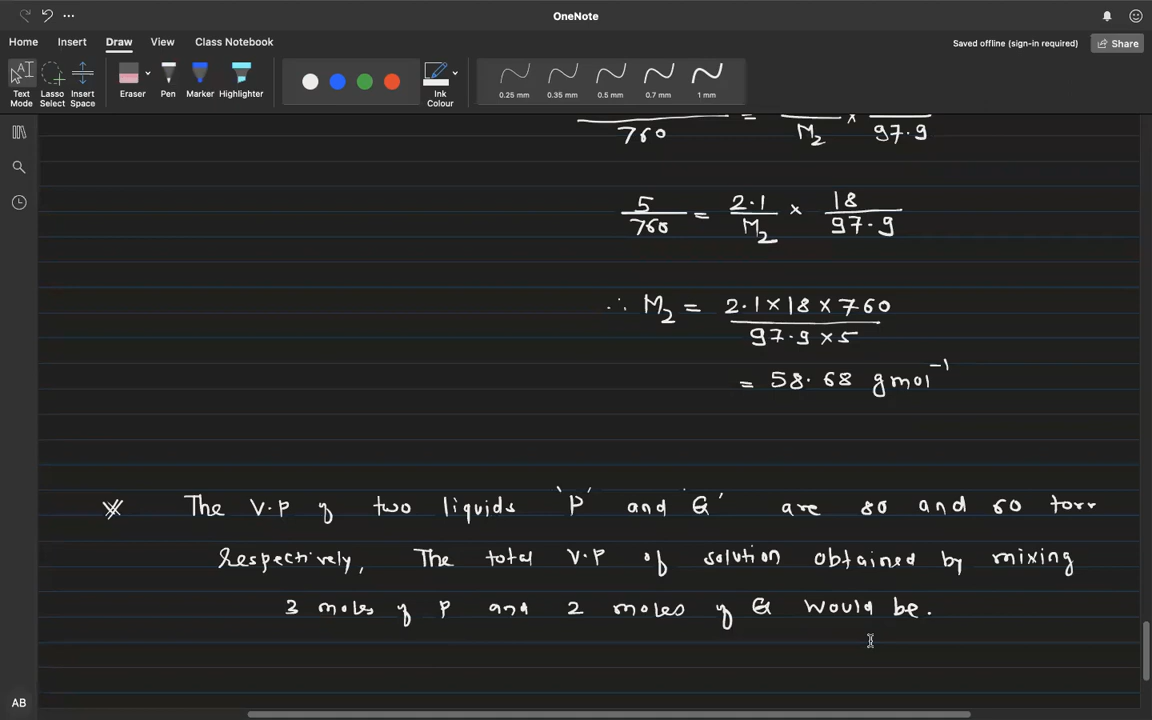 OneNote
Home Insert Draw View Class Notebook
Saved offline (sign-in required) Share
Text Mode Lasso Select Insert Space Eraser Pen Marker Highlighter Ink Colour 0.25 mm 0.35 mm 0.5 mm 0.7 mm 1 mm
/760 = /M₂ × /97.9
5/760 = 2.1/M₂ × 18/97.9
∴ M₂ = 2.1×18×760/97.9×5
= 58.68 gmol⁻¹
The V.P of two liquids 'P' and 'Q' are 80 and 60 torr
Respectively, The total V.P of solution obtained by mixing
3 moles of P and 2 moles of Q would be.
AB